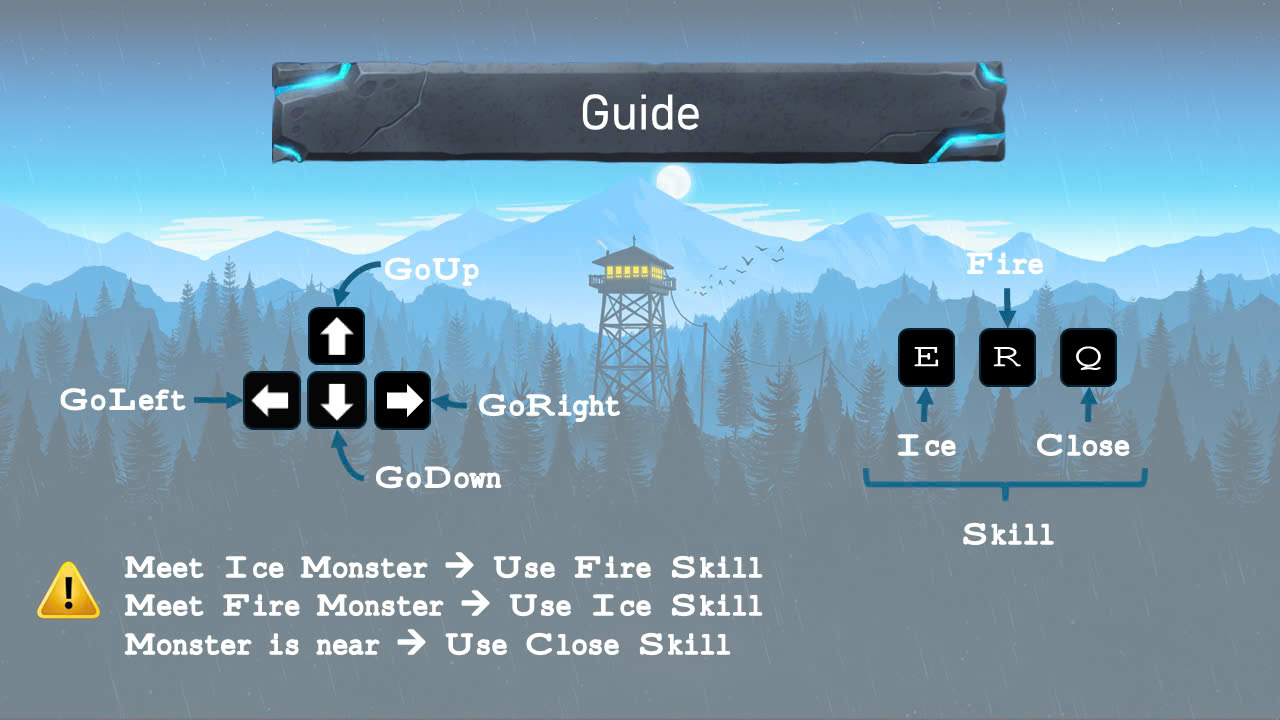 Guide
GoUp
GoLeft
GoRight
GoDown
Fire
E R Q
Ice Close
Skill
Meet Ice Monster → Use Fire Skill
Meet Fire Monster → Use Ice Skill
Monster is near → Use Close Skill